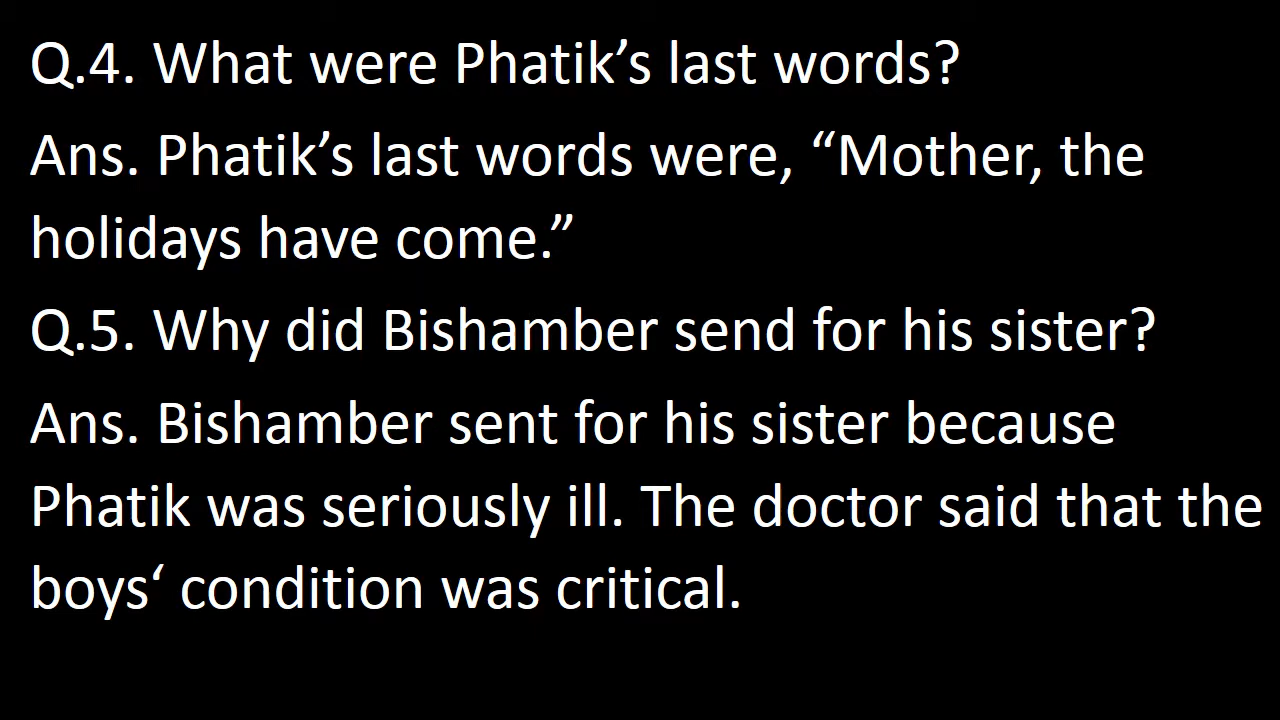 Q.4. What were Phatik’s last words?
Ans. Phatik’s last words were, “Mother, the
holidays have come.”
Q.5. Why did Bishamber send for his sister?
Ans. Bishamber sent for his sister because
Phatik was seriously ill. The doctor said that the
boys‘ condition was critical.